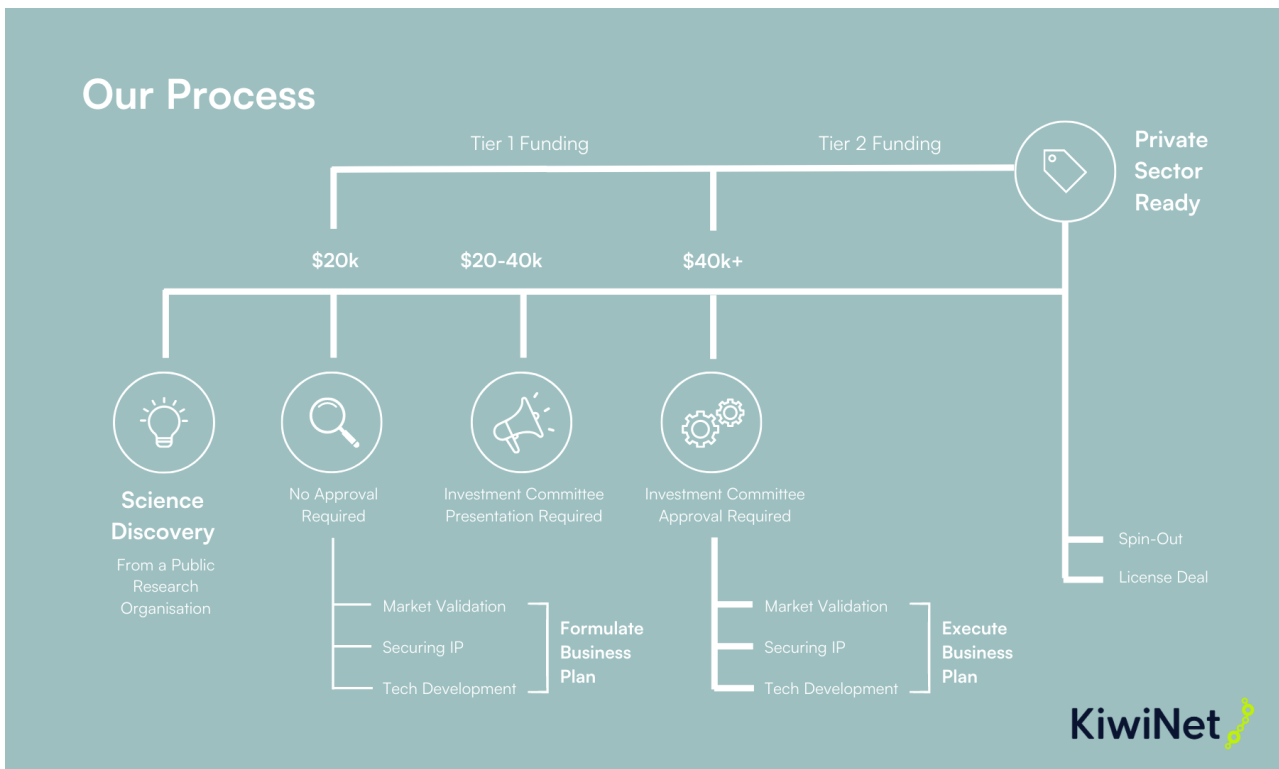 Our Process
Tier 1 Funding
Tier 2 Funding
Private
Sector
Ready
$20k
$20-40k
$40k+
Science
Discovery
From a Public
Research
Organisation
No Approval
Required
Investment Committee
Presentation Required
Investment Committee
Approval Required
Market Validation
Securing IP
Tech Development
Formulate
Business
Plan
Market Validation
Securing IP
Tech Development
Execute
Business
Plan
Spin-Out
License Deal
KiwiNet